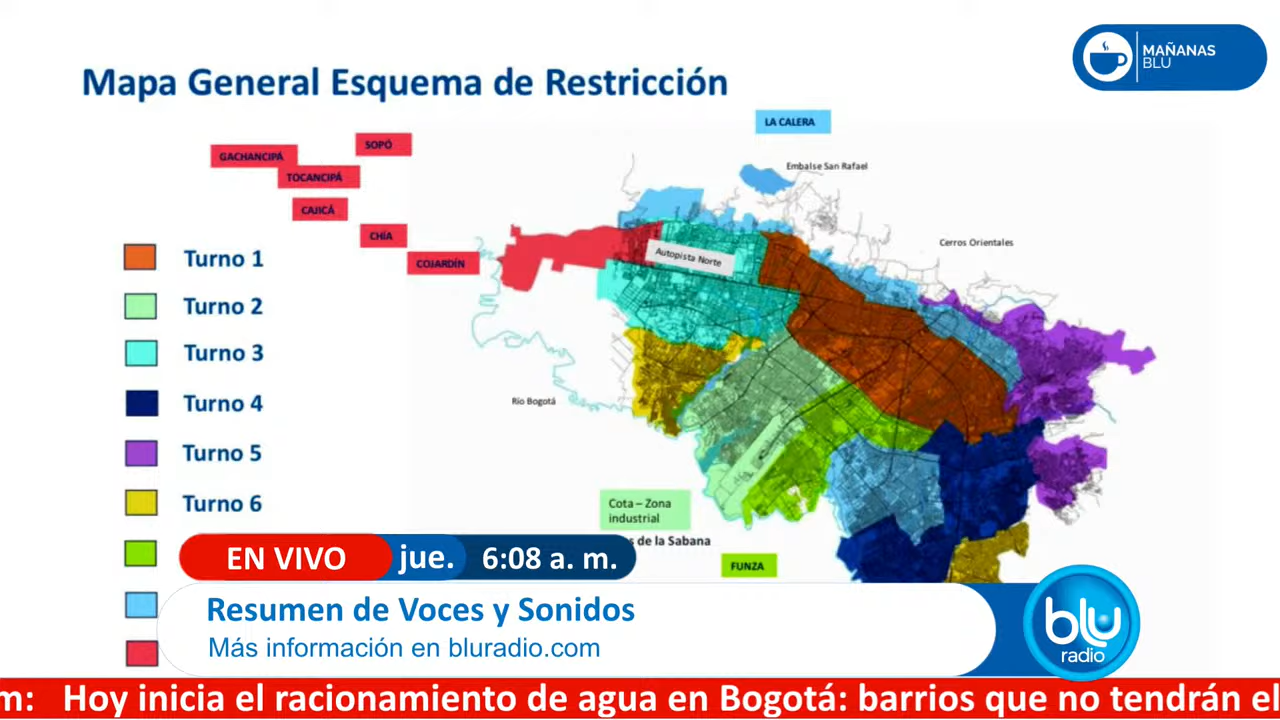 MAÑANAS
BLU
Mapa General Esquema de Restricción
LA CALERA
SOPÓ
GACHANCIPÁ
TOCANCIPÁ
CAJICÁ
CHÍA
COJARDÍN
Embalse San Rafael
Autopista Norte
Cerros Orientales
Río Bogotá
Turno 1
Turno 2
Turno 3
Turno 4
Turno 5
Turno 6
Cota – Zona
industrial
de la Sabana
FUNZA
EN VIVO
jue.
6:08 a. m.
Resumen de Voces y Sonidos
Más información en bluradio.com
blu
radio
m: Hoy inicia el racionamiento de agua en Bogotá: barrios que no tendrán el